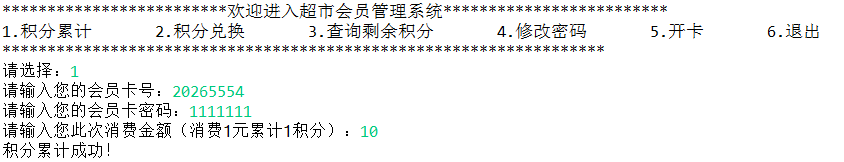 *************************欢迎进入超市会员管理系统*************************
1.积分累计 2.积分兑换 3.查询剩余积分 4.修改密码 5.开卡 6.退出
*******************************************************************
请选择：1
请输入您的会员卡号：20265554
请输入您的会员卡密码：1111111
请输入您此次消费金额（消费1元累计1积分）：10
积分累计成功！